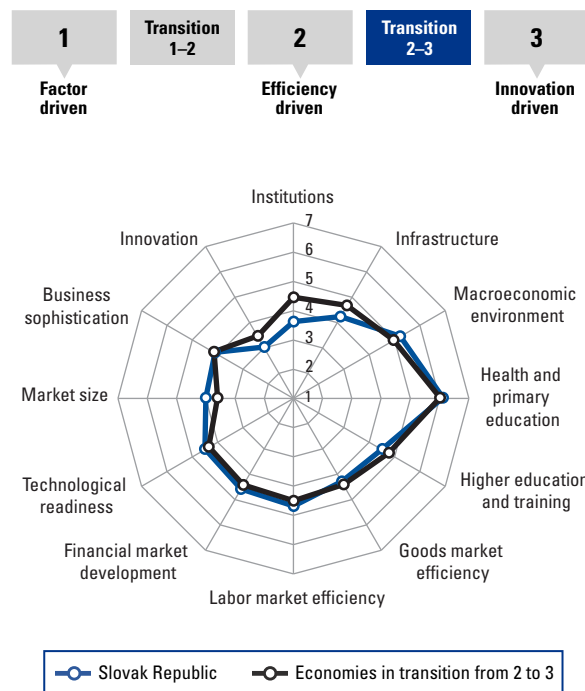 1
Transition
1–2
2
Transition
2–3
3
Factor
driven
Efficiency
driven
Innovation
driven
Institutions
7
6
5
4
3
2
1
Infrastructure
Macroeconomic
environment
Health and
primary
education
Higher education
and training
Goods market
efficiency
Labor market efficiency
Financial market
development
Technological
readiness
Market size
Business
sophistication
Innovation
Slovak Republic
Economies in transition from 2 to 3